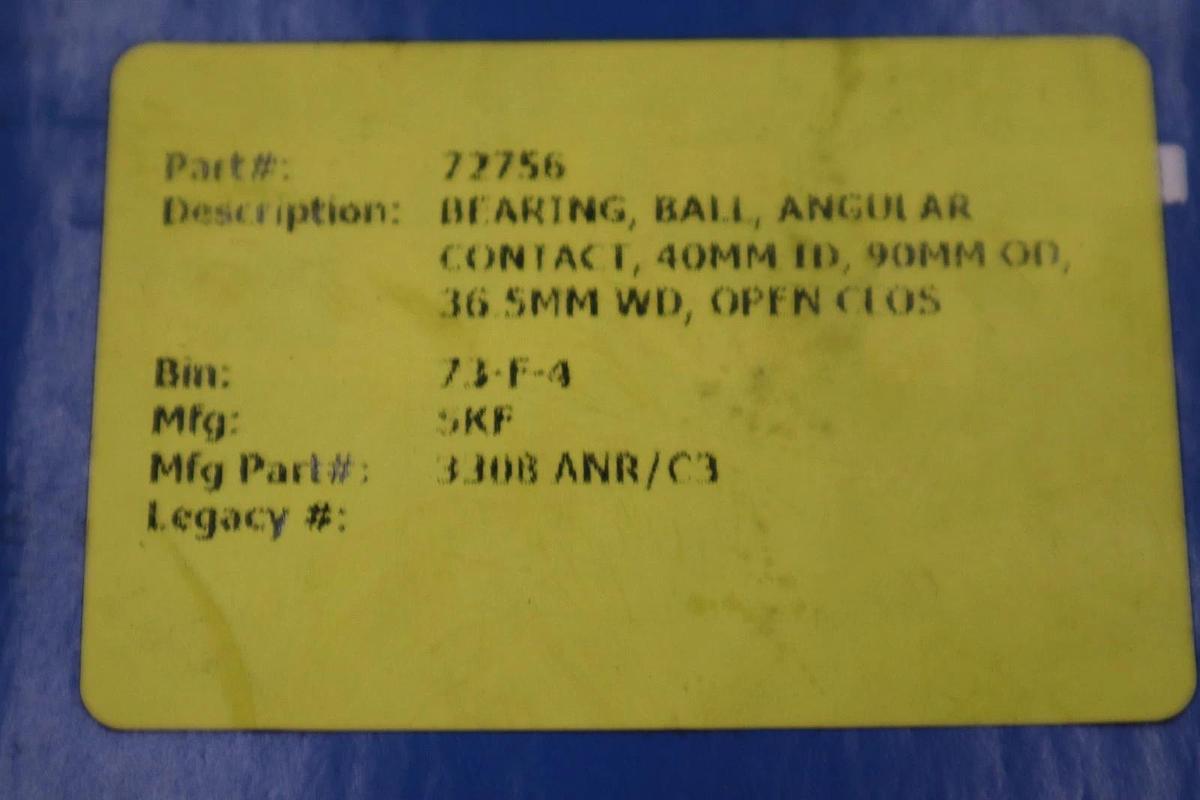 Part#: 72756
Description: BEARING, BALL, ANGULAR
CONTACT, 40MM ID, 90MM OD,
36.5MM WD, OPEN CLOS
Bin: 73-F-4
Mfg: SKF
Mfg Part#: 3308 ANR/C3
Legacy #: